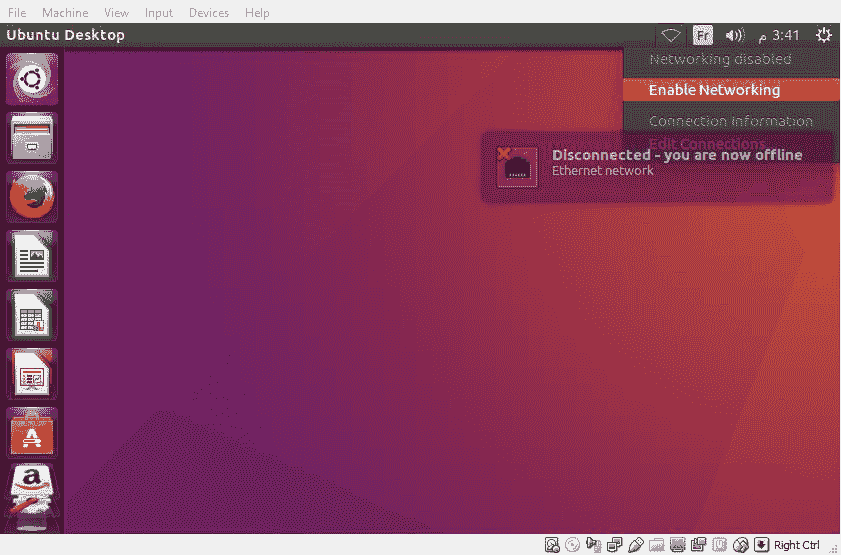 File Machine View Input Devices Help
Ubuntu Desktop Fr م 3:41
Networking disabled
Enable Networking
Connection Information
Edit Connections...
Disconnected - you are now offline
Ethernet network
Right Ctrl